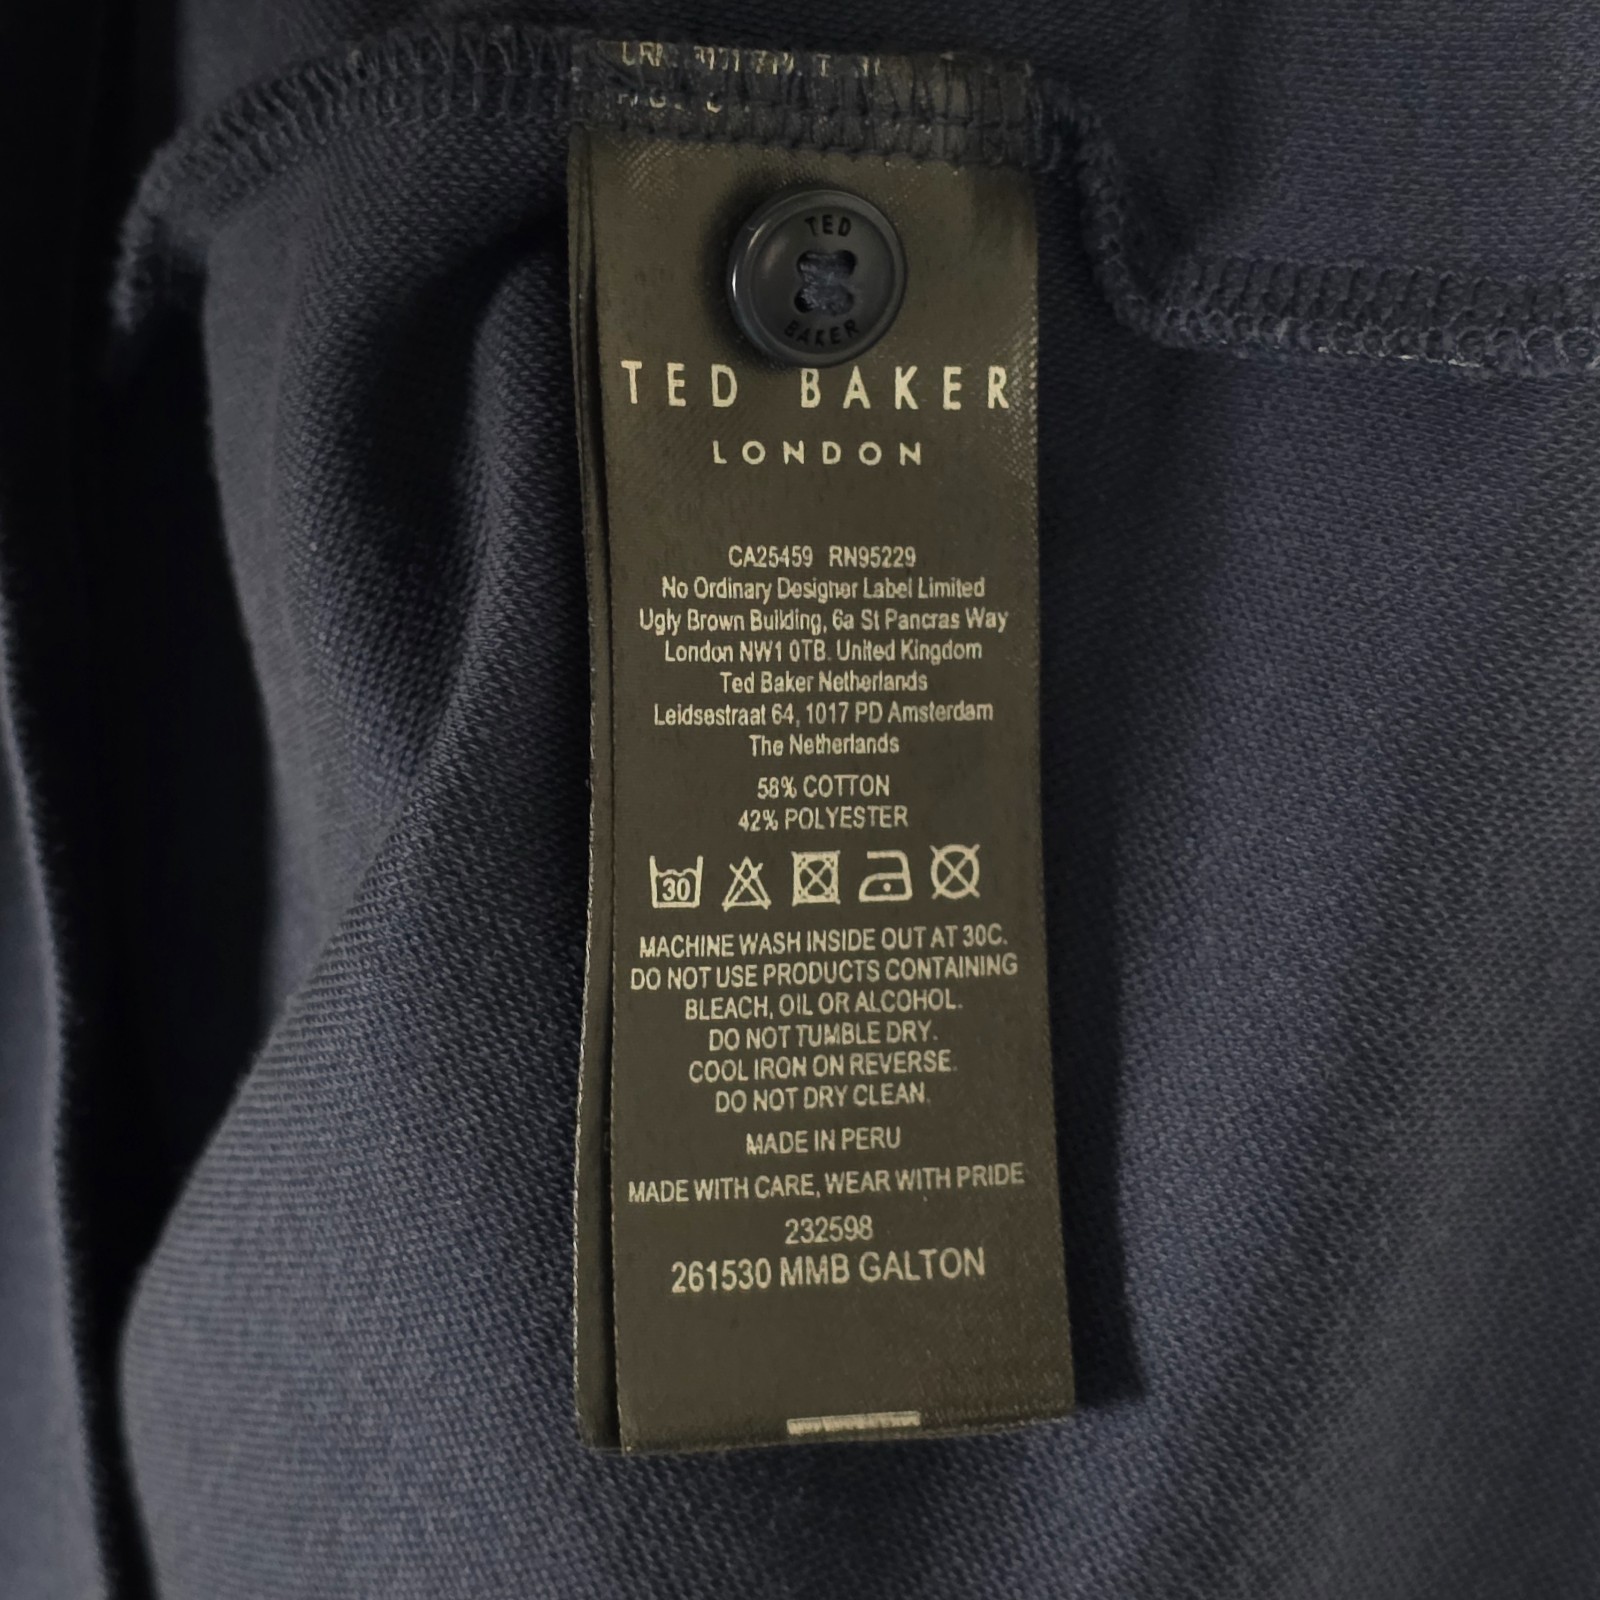 TED
BAKER
TED BAKER
LONDON
CA25459 RN95229
No Ordinary Designer Label Limited
Ugly Brown Building, 6a St Pancras Way
London NW1 0TB. United Kingdom
Ted Baker Netherlands
Leidsestraat 64, 1017 PD Amsterdam
The Netherlands
58% COTTON
42% POLYESTER
30
MACHINE WASH INSIDE OUT AT 30C.
DO NOT USE PRODUCTS CONTAINING
BLEACH, OIL OR ALCOHOL.
DO NOT TUMBLE DRY.
COOL IRON ON REVERSE.
DO NOT DRY CLEAN.
MADE IN PERU
MADE WITH CARE, WEAR WITH PRIDE
232598
261530 MMB GALTON